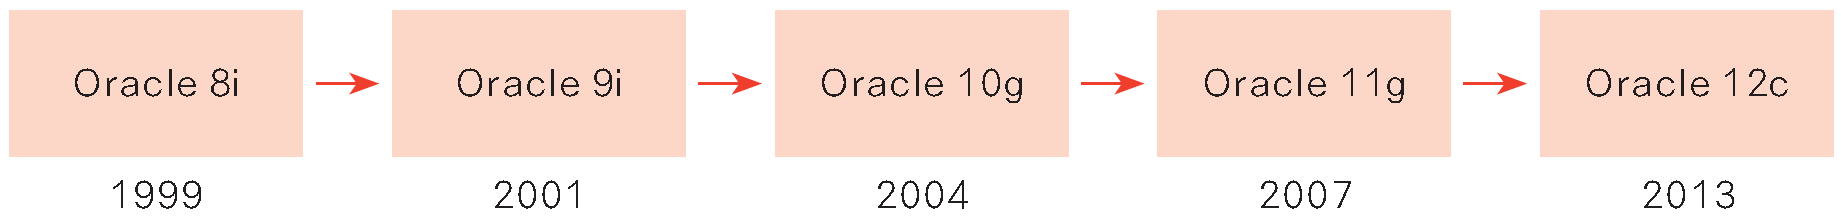 Oracle 8i
Oracle 9i
Oracle 10g
Oracle 11g
Oracle 12c
1999
2001
2004
2007
2013